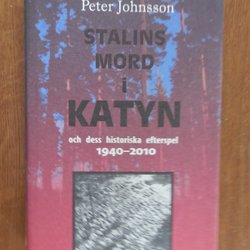 Peter Johnsson
STALINS
MORD
i
KATYN
och dess historiska efterspel
1940–2010